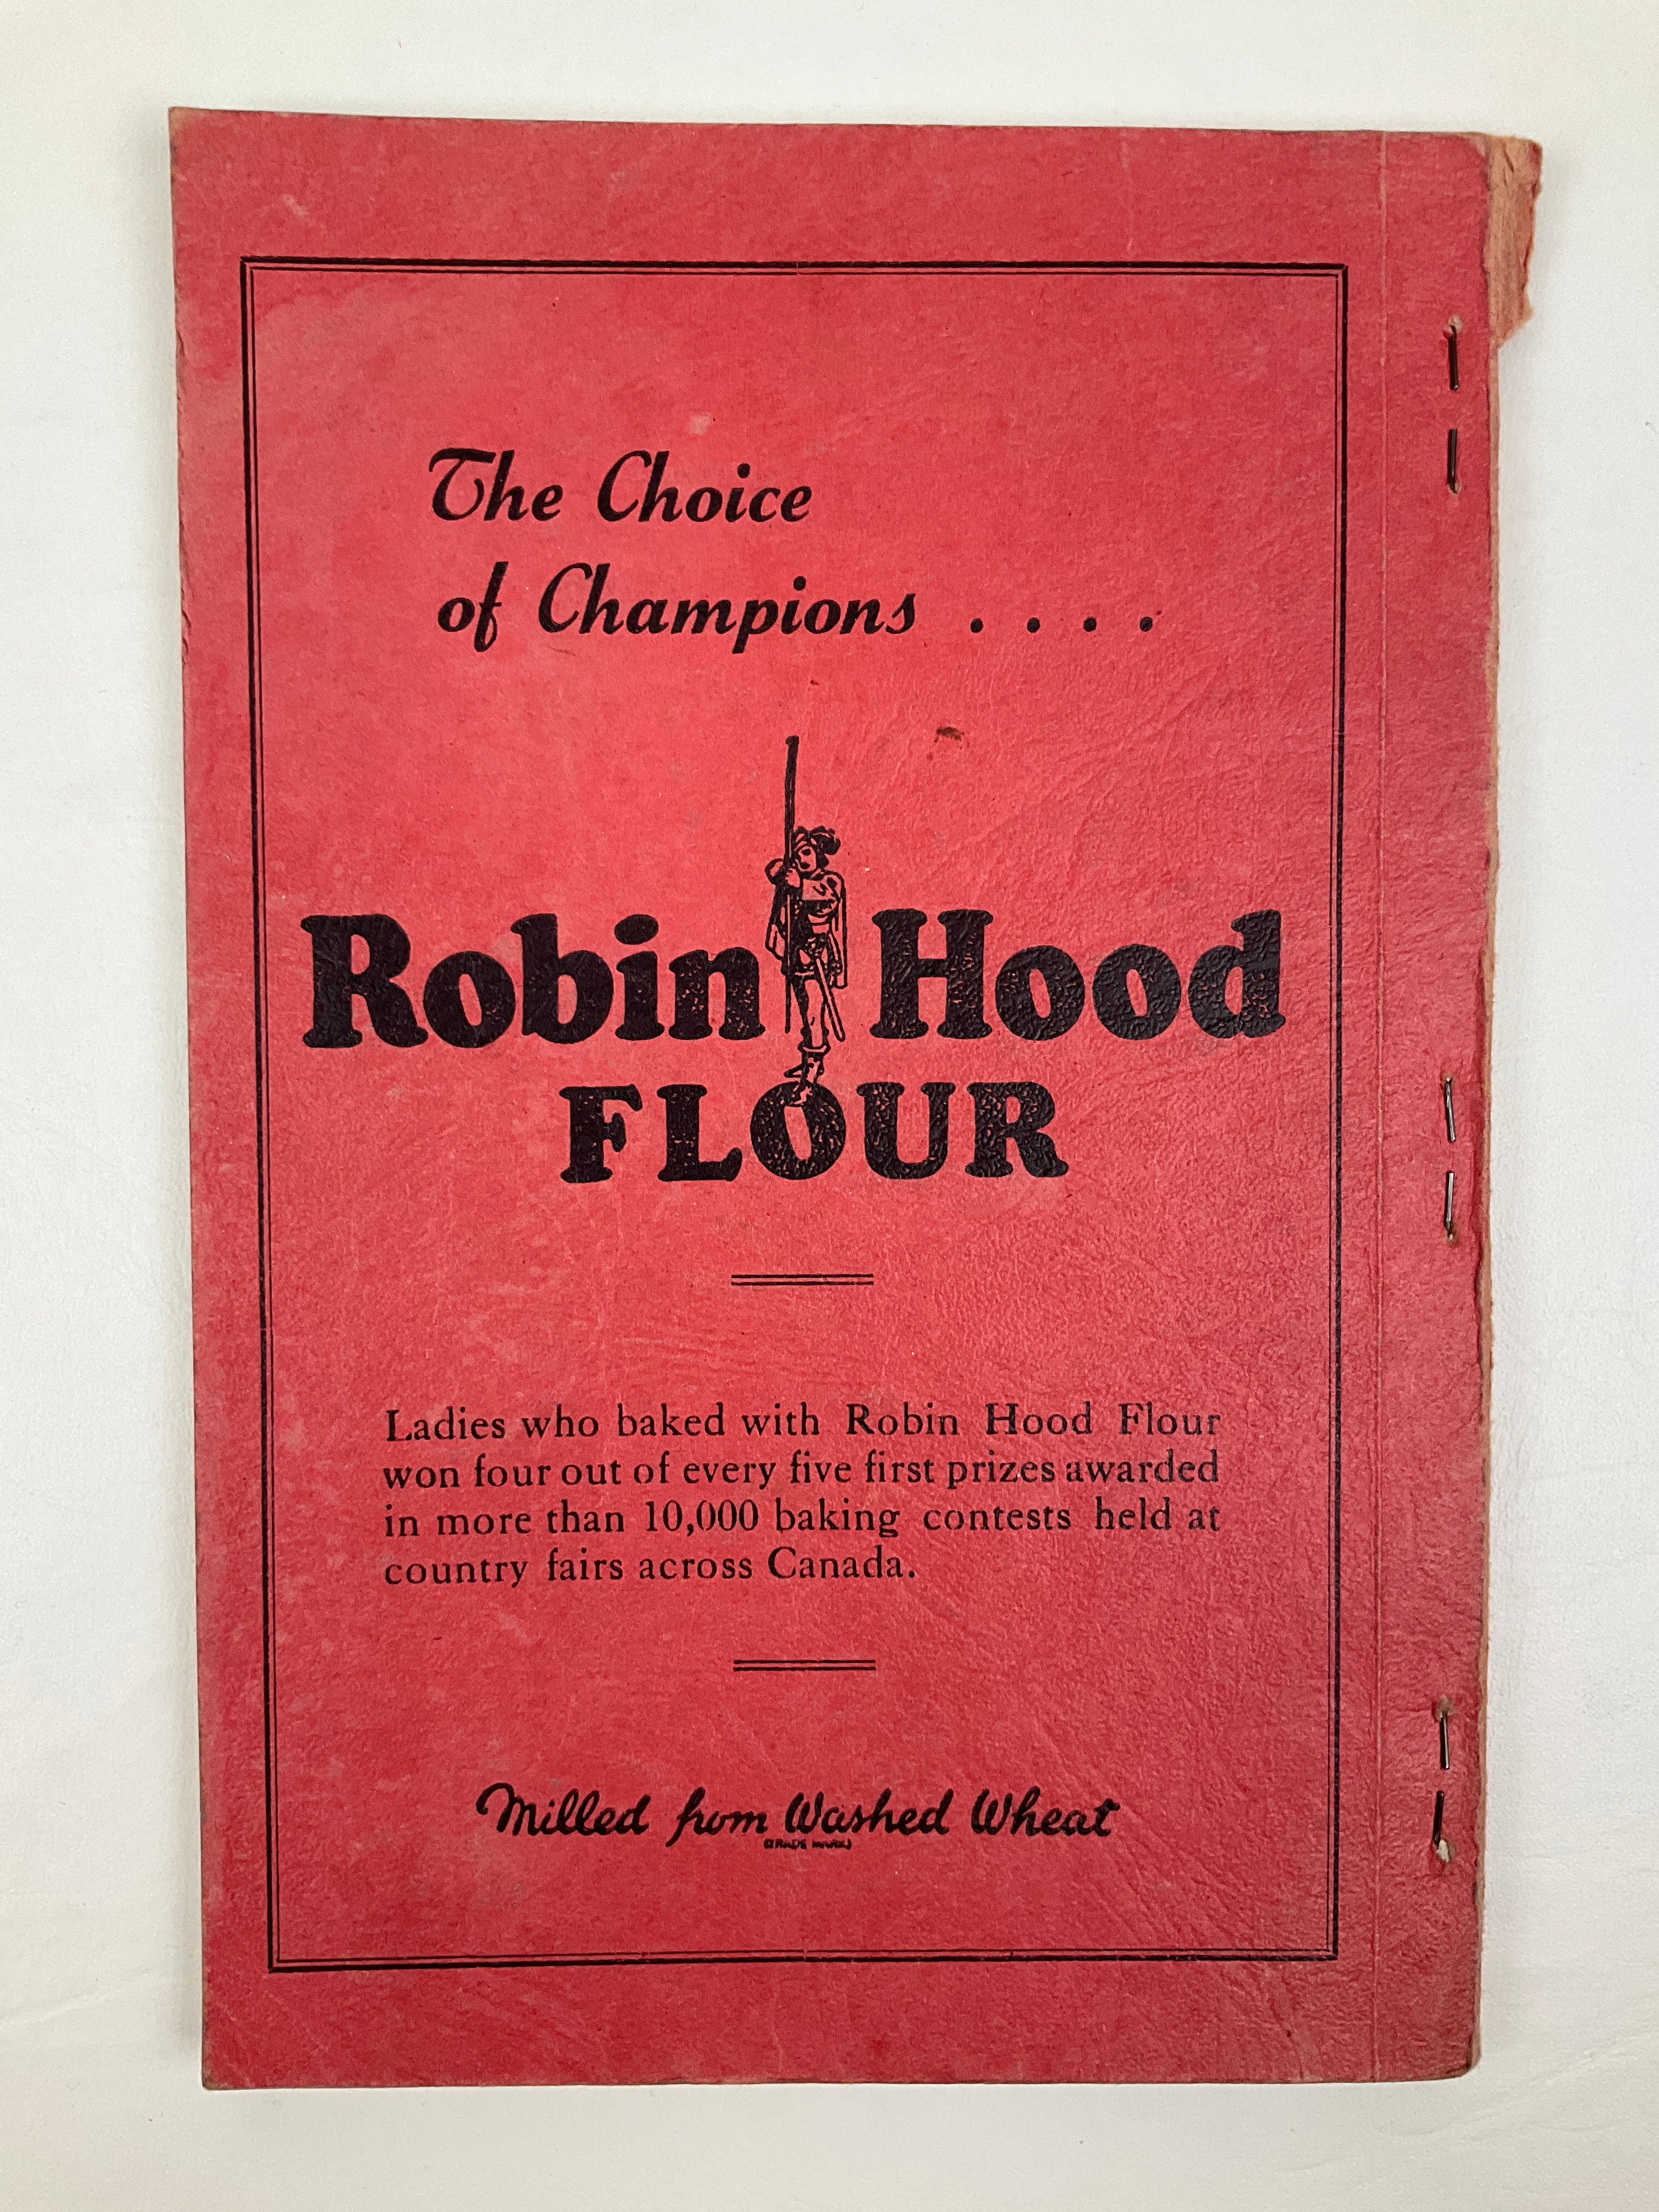 The Choice
of Champions . . . .
Robin Hood
FLOUR
Ladies who baked with Robin Hood Flour
won four out of every five first prizes awarded
in more than 10,000 baking contests held at
country fairs across Canada.
Milled from Washed Wheat
(TRADE MARK)